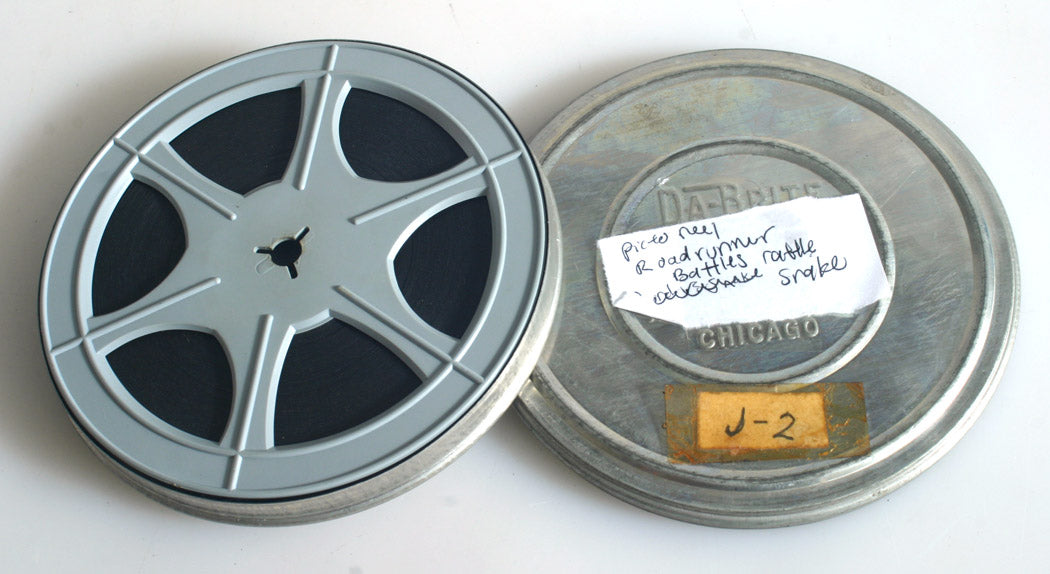 DA-BRITE
Picto reel
Roadrunner
Battles rattle
Snake
CHICAGO
J-2